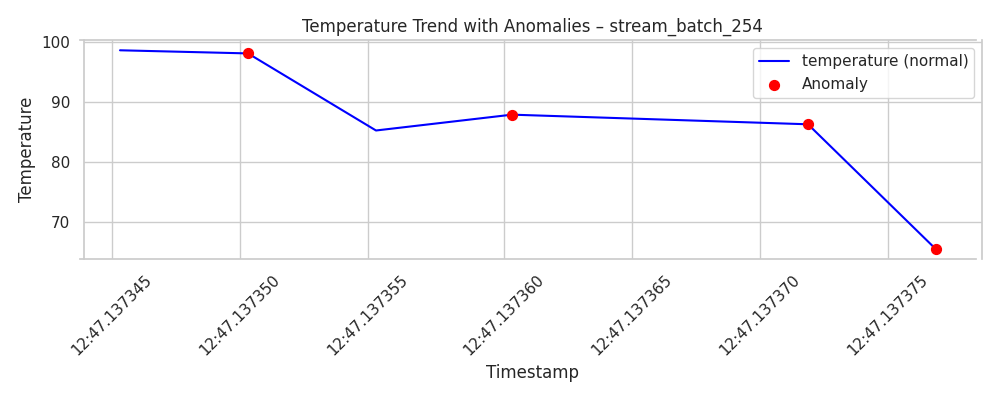 Temperature Trend with Anomalies – stream_batch_254
temperature (normal)
Anomaly
Temperature
100
90
80
70
12:47.137345
12:47.137350
12:47.137355
12:47.137360
12:47.137365
12:47.137370
12:47.137375
Timestamp